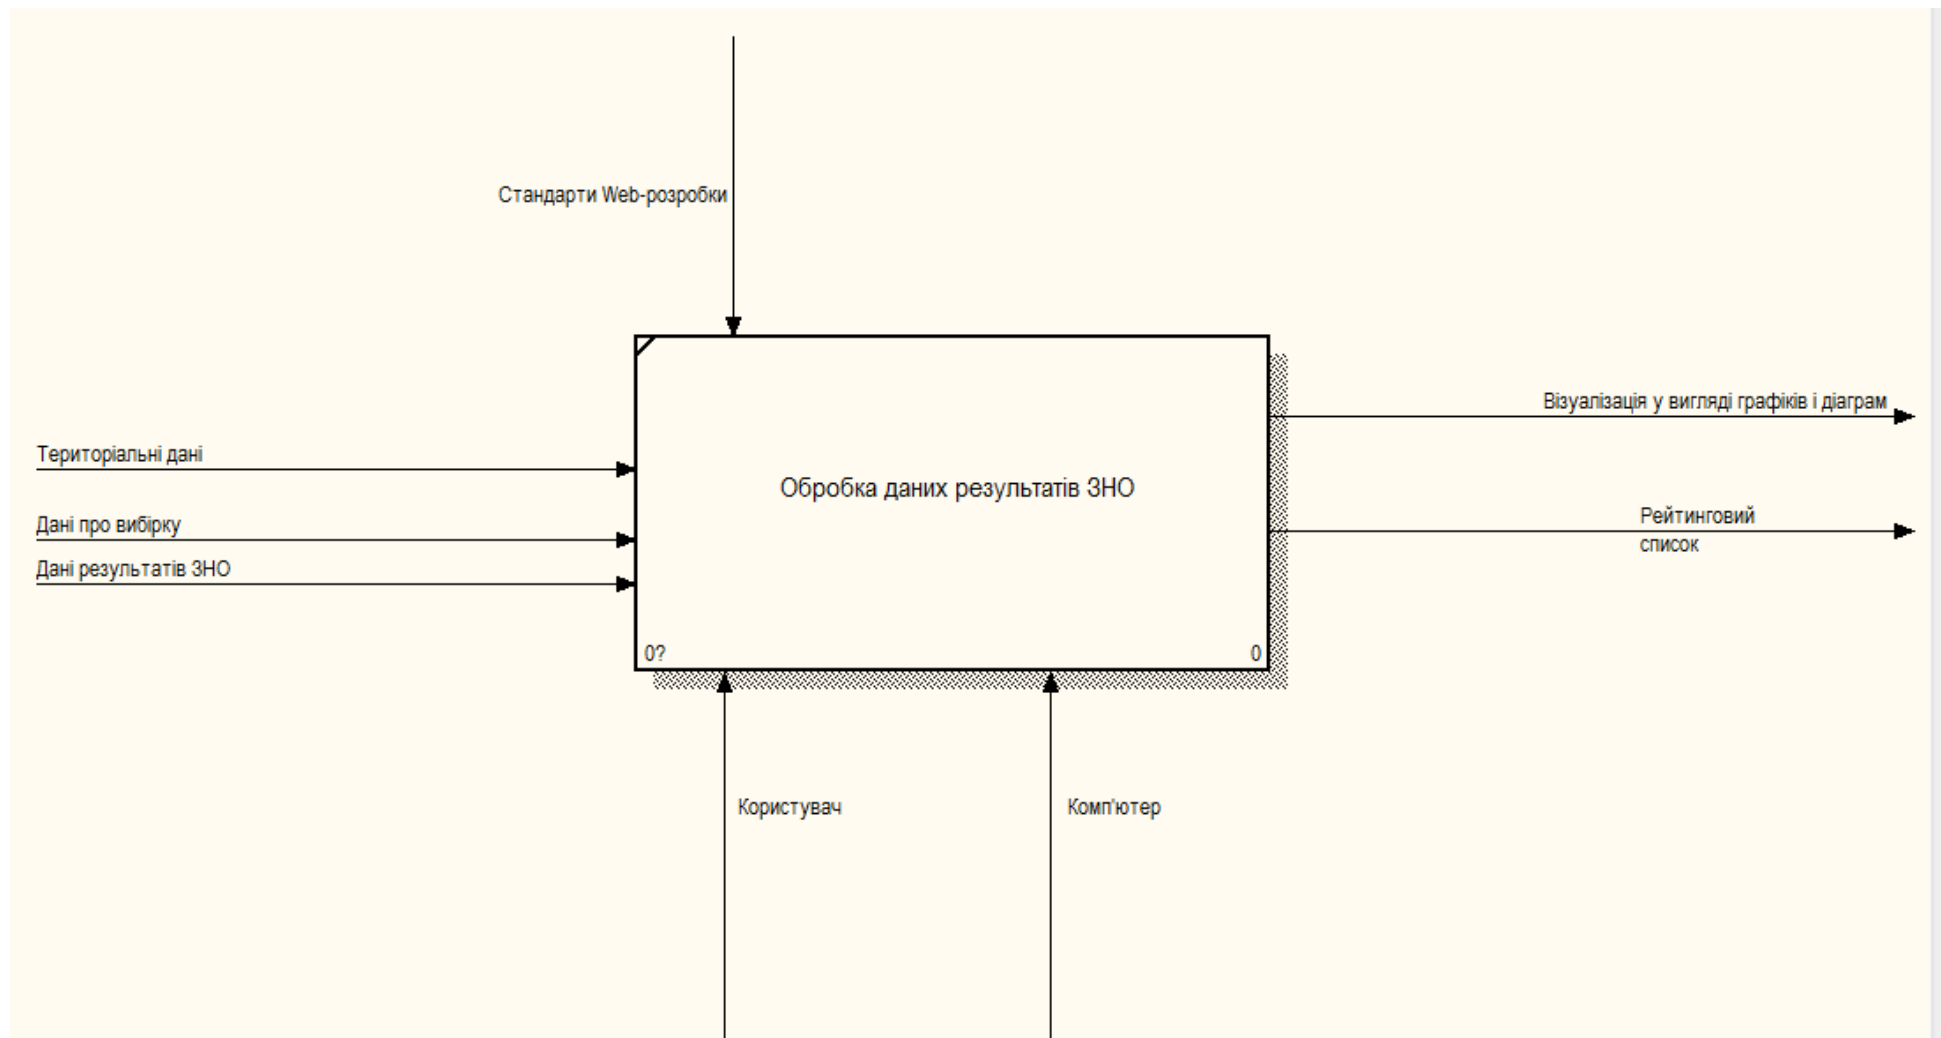 Стандарти Web-розробки
Візуалізація у вигляді графіків і діаграм
Територіальні дані
Обробка даних результатів ЗНО
Дані про вибірку
Рейтинговий
список
Дані результатів ЗНО
0?
0
Користувач
Комп'ютер